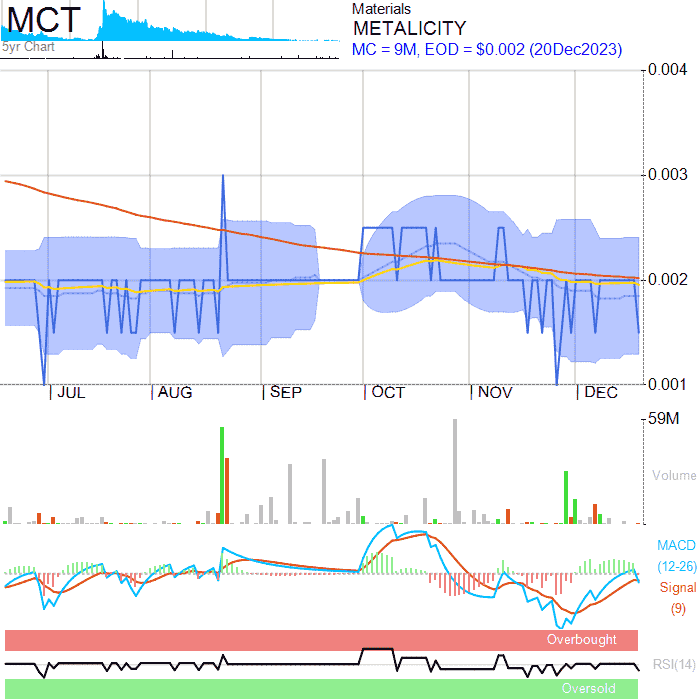 MCT
5yr Chart
Materials
METALICITY
MC = 9M, EOD = $0.002 (20Dec2023)
0.004
0.003
0.002
0.001
JUL AUG SEP OCT NOV DEC
59M
Volume
MACD
(12-26)
Signal
(9)
Overbought
RSI(14)
Oversold